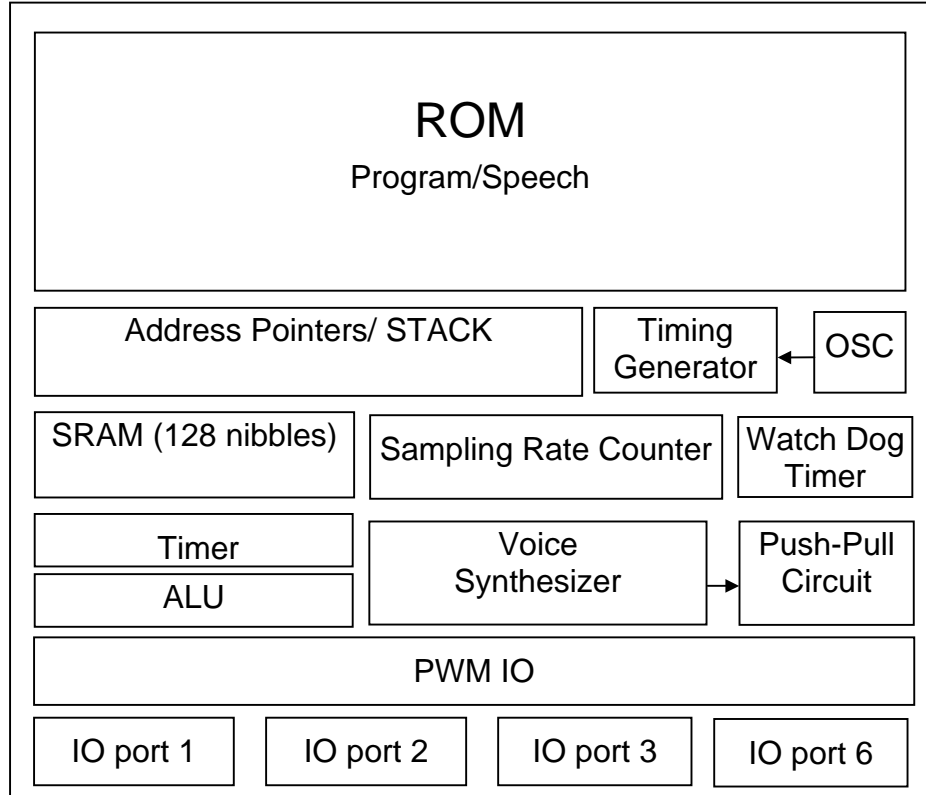 ROM
Program/Speech
Address Pointers/ STACK
Timing
Generator
OSC
SRAM (128 nibbles)
Sampling Rate Counter
Watch Dog
Timer
Timer
ALU
Voice
Synthesizer
Push-Pull
Circuit
PWM IO
IO port 1
IO port 2
IO port 3
IO port 6